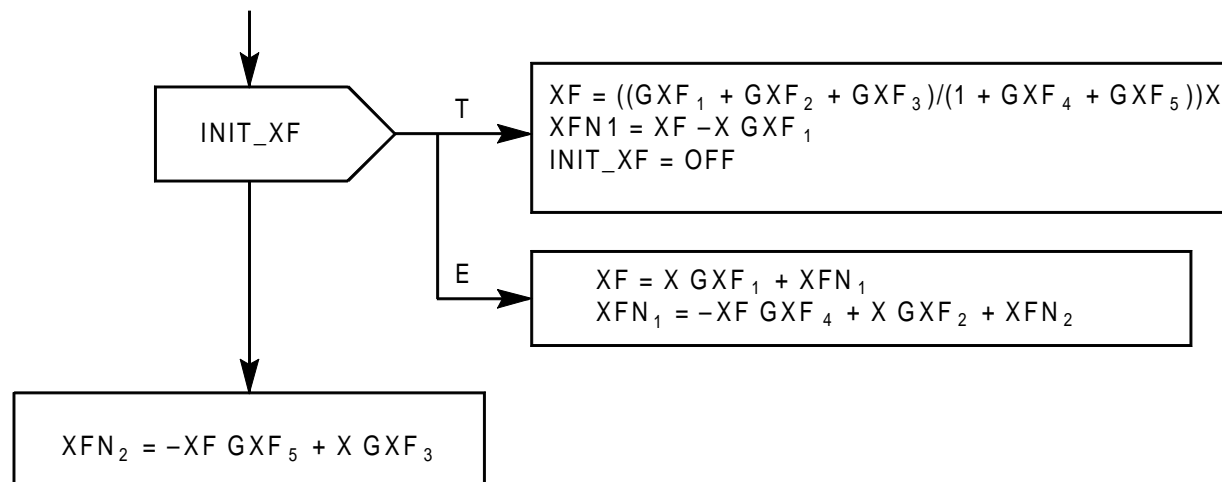 INIT_XF
T
XF = ((GXF₁ + GXF₂ + GXF₃)/(1 + GXF₄ + GXF₅))X
XFN1 = XF –X GXF₁
INIT_XF = OFF
E
XF = X GXF₁ + XFN₁
XFN₁ = –XF GXF₄ + X GXF₂ + XFN₂
XFN₂ = –XF GXF₅ + X GXF₃